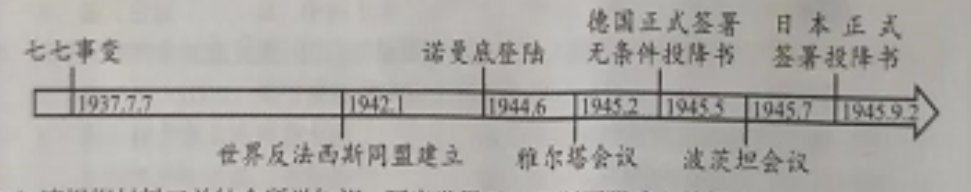 德国正式签署
日本正式
七七事变
诺曼底登陆
无条件投降书
签署投降书
1937.7.7
1942.1
1944.6
1945.2
1945.5
1945.7
1945.9.2
世界反法西斯同盟建立
雅尔塔会议
波茨坦会议